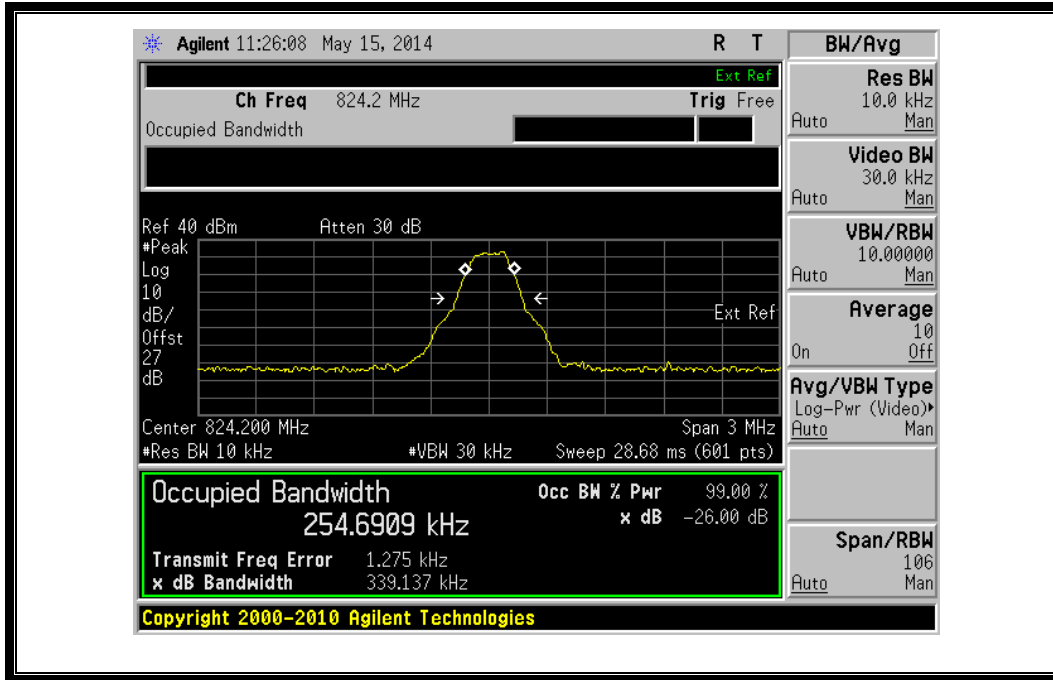 Agilent 11:26:08 May 15, 2014 R T
Ext Ref
Ch Freq 824.2 MHz Trig Free
Occupied Bandwidth
Ref 40 dBm Atten 30 dB
#Peak
Log
10
dB/
Offst
27
dB
Ext Ref
Center 824.200 MHz Span 3 MHz
#Res BW 10 kHz #VBW 30 kHz Sweep 28.68 ms (601 pts)
Occupied Bandwidth
254.6909 kHz
Occ BW % Pwr 99.00 %
x dB -26.00 dB
Transmit Freq Error 1.275 kHz
x dB Bandwidth 339.137 kHz
Copyright 2000-2010 Agilent Technologies
BW/Avg
Res BW
10.0 kHz
Auto Man
Video BW
30.0 kHz
Auto Man
VBW/RBW
10.00000
Auto Man
Average
10
On Off
Avg/VBW Type
Log-Pwr (Video)
Auto Man
Span/RBW
106
Auto Man